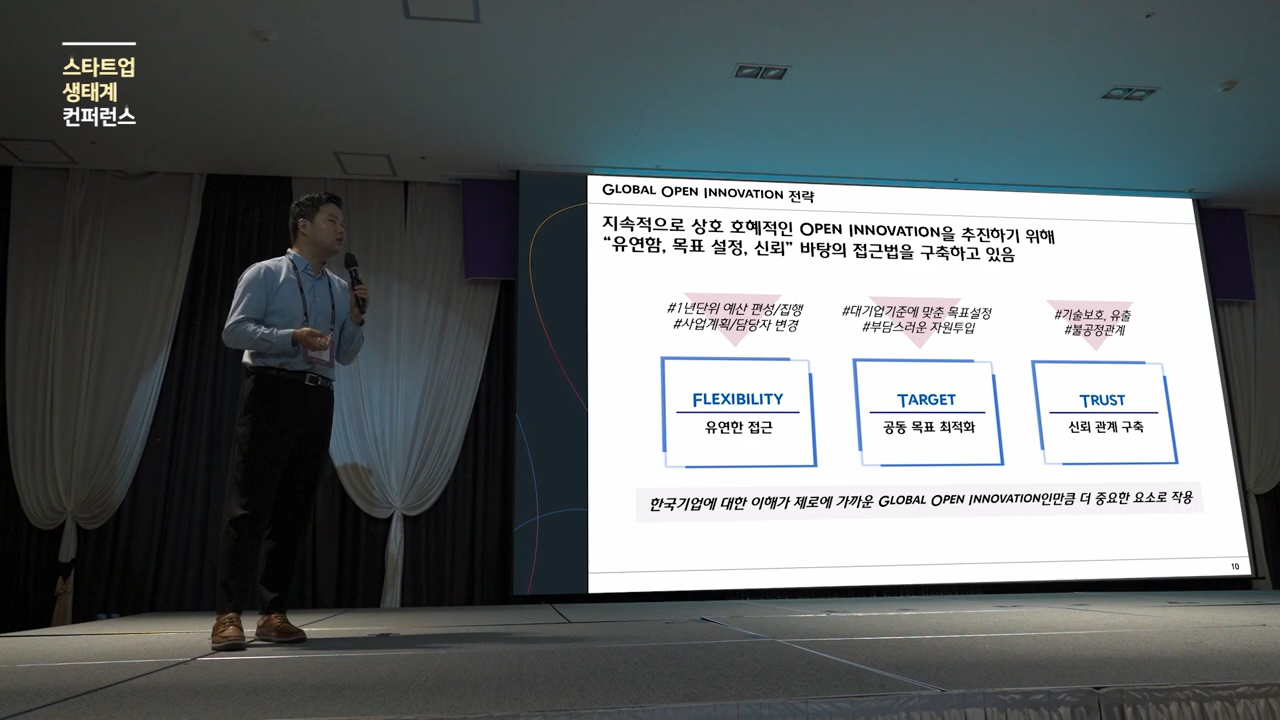 스타트업
생태계
컨퍼런스
GLOBAL OPEN INNOVATION 전략
지속적으로 상호 호혜적인 OPEN INNOVATION을 추진하기 위해
“유연함, 목표 설정, 신뢰” 바탕의 접근법을 구축하고 있음
#1년단위 예산 편성/집행
#사업계획/담당자 변경
#대기업기준에 맞춘 목표설정
#부담스러운 자원투입
#기술보호, 유출
#불공정관계
FLEXIBILITY
유연한 접근
TARGET
공동 목표 최적화
TRUST
신뢰 관계 구축
한국기업에 대한 이해가 제로에 가까운 GLOBAL OPEN INNOVATION인만큼 더 중요한 요소로 작용
10